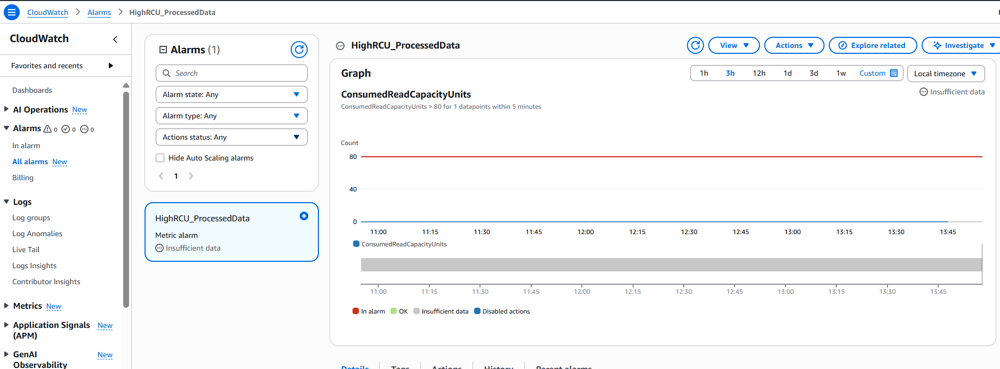 CloudWatch > Alarms > HighRCU_ProcessedData
CloudWatch
Favorites and recents
Dashboards
AI Operations New
Alarms 0 0 0
In alarm
All alarms New
Billing
Logs
Log groups
Log Anomalies
Live Tail
Logs Insights
Contributor Insights
Metrics New
Application Signals New
(APM)
GenAI New
Observability
Alarms (1)
Search
Alarm state: Any
Alarm type: Any
Actions status: Any
Hide Auto Scaling alarms
1
HighRCU_ProcessedData
Metric alarm
Insufficient data
HighRCU_ProcessedData
View
Actions
Explore related
Investigate
Graph
1h 3h 12h 1d 3d 1w Custom
Local timezone
ConsumedReadCapacityUnits
Insufficient data
ConsumedReadCapacityUnits > 80 for 1 datapoints within 5 minutes
Count
80
40
0
11:00 11:15 11:30 11:45 12:00 12:15 12:30 12:45 13:00 13:15 13:30 13:45
ConsumedReadCapacityUnits
11:00 11:15 11:30 11:45 12:00 12:15 12:30 12:45 13:00 13:15 13:30 13:45
In alarm OK Insufficient data Disabled actions
Details Tags Actions History Parent alarms